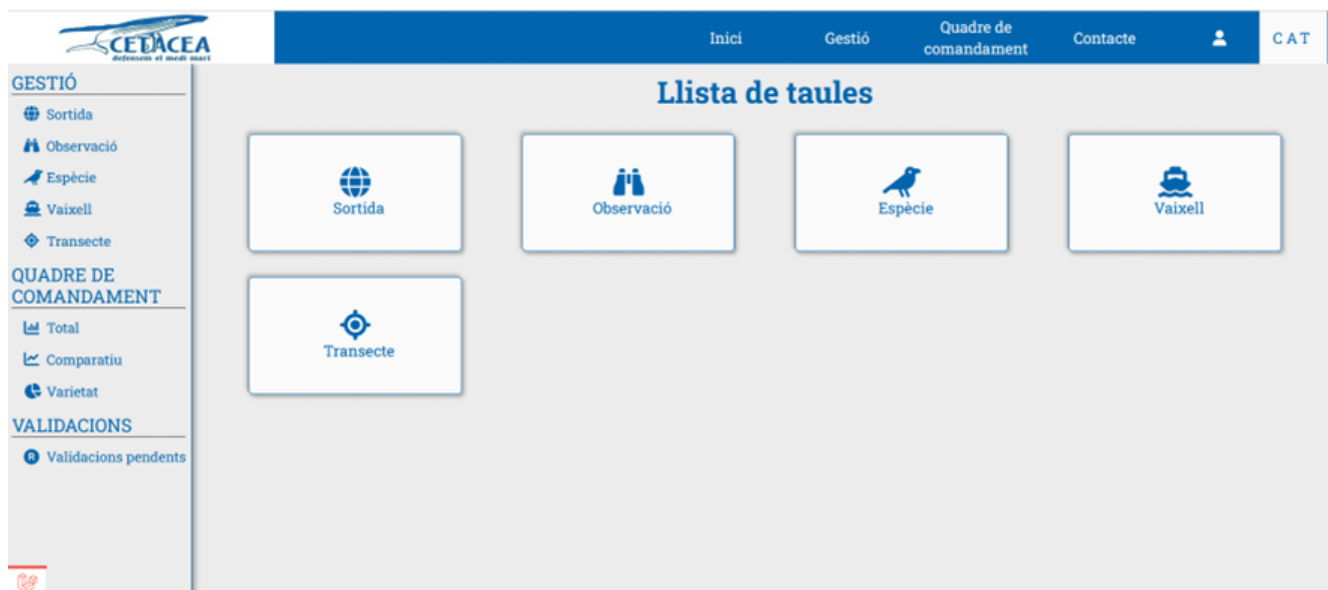 CETÀCEA
defensem el medi marí
Inici
Gestió
Quadre de
comandament
Contacte
CAT
GESTIÓ
Sortida
Observació
Espècie
Vaixell
Transecte
QUADRE DE
COMANDAMENT
Total
Comparatiu
Varietat
VALIDACIONS
R
Validacions pendents
Llista de taules
Sortida
Observació
Espècie
Vaixell
Transecte